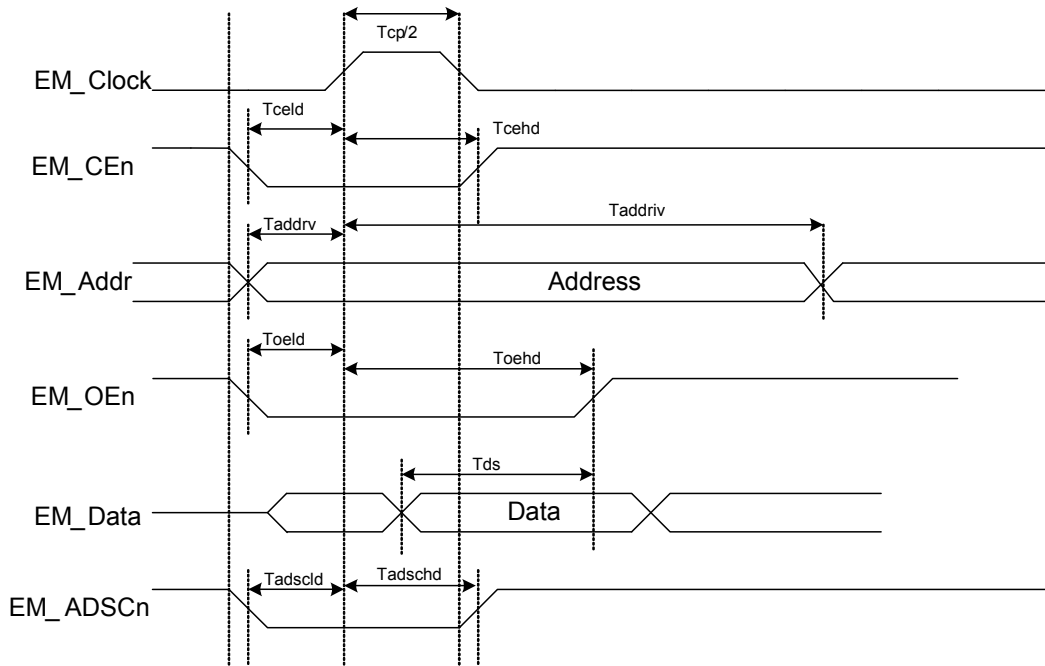 Tcp/2
EM_Clock
Tceld
Tcehd
EM_CEn
Taddrv
Taddriv
EM_Addr
Address
Toeld
Toehd
EM_OEn
Tds
EM_Data
Data
Tadscld
Tadschd
EM_ADSCn